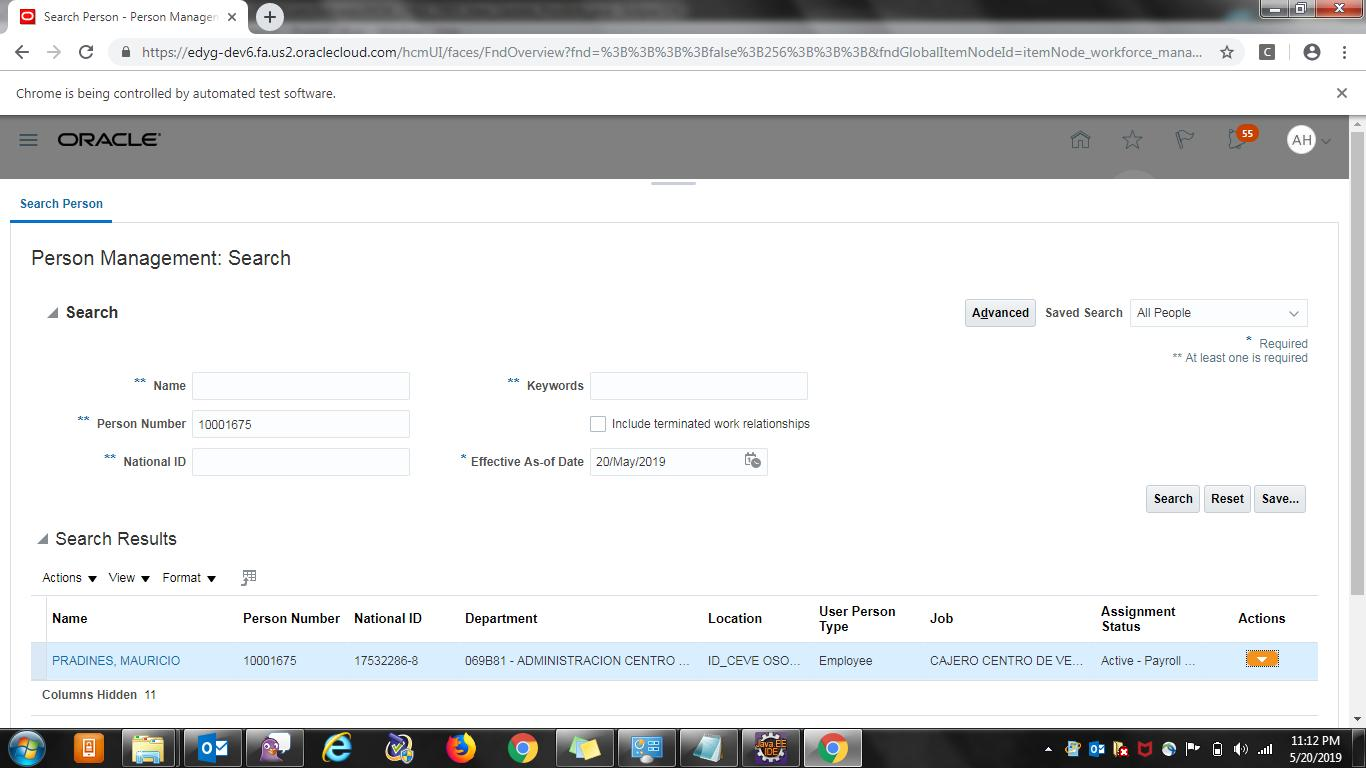 Search Person - Person Managen
https://edyg-dev6.fa.us2.oraclecloud.com/hcmUI/faces/FndOverview?fnd=%3B%3B%3B%3Bfalse%3B256%3B%3B%3B&fndGlobalItemNodeId=itemNode_workforce_mana...
C
Chrome is being controlled by automated test software.
ORACLE
55
AH
Search Person
Person Management: Search
Search
Advanced Saved Search All People
* Required
** At least one is required
** Name
** Keywords
** Person Number 10001675
Include terminated work relationships
** National ID
* Effective As-of Date 20/May/2019
Search Reset Save...
Search Results
Actions View Format
Name Person Number National ID Department Location User Person Type Job Assignment Status Actions
PRADINES, MAURICIO 10001675 17532286-8 069B81 - ADMINISTRACION CENTRO ... ID_CEVE OSO... Employee CAJERO CENTRO DE VE... Active - Payroll ...
Columns Hidden 11
Java EE
IDE
11:12 PM
5/20/2019